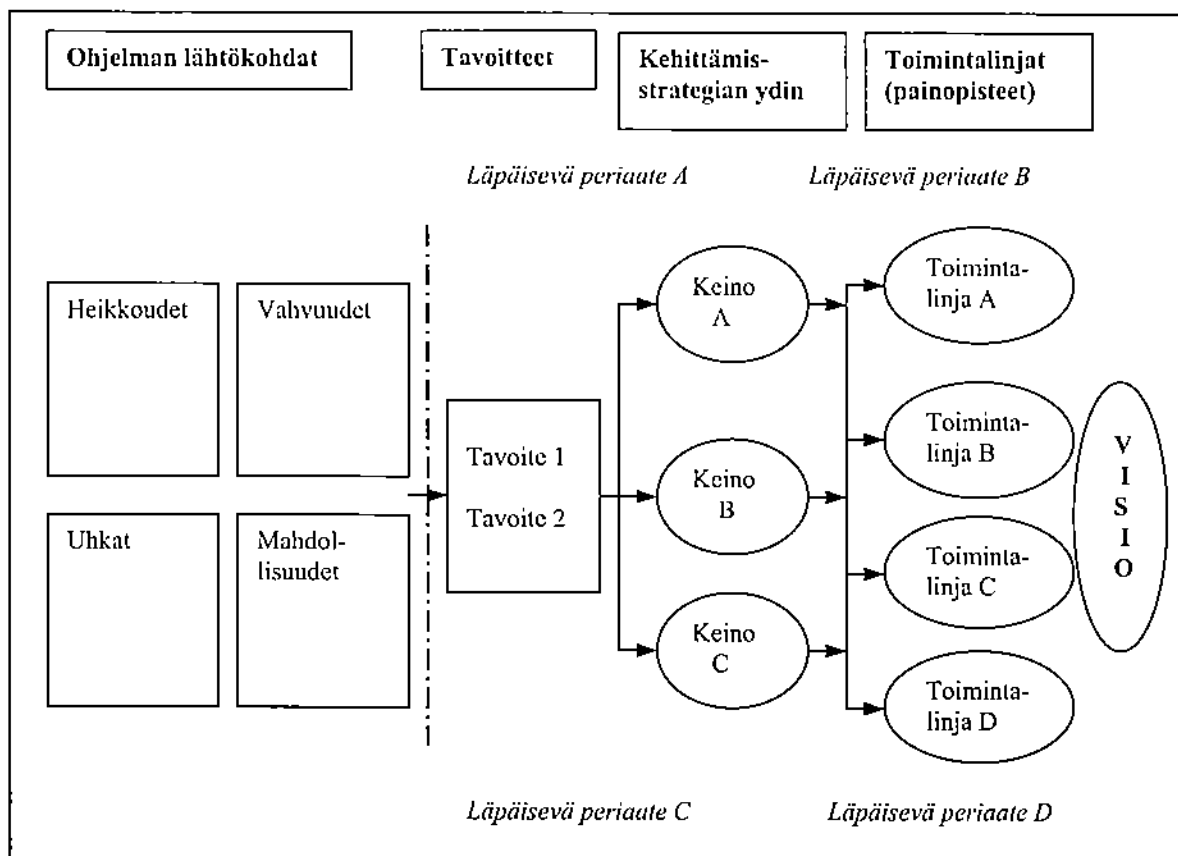 Ohjelman lähtökohdat
Tavoitteet
Kehittämis-
strategian ydin
Toimintalinjat
(painopisteet)
Läpäisevä periaate A
Läpäisevä periaate B
Heikkoudet
Vahvuudet
Uhkat
Mahdol-
lisuudet
Tavoite 1
Tavoite 2
Keino
A
Keino
B
Keino
C
Toiminta-
linja A
Toiminta-
linja B
Toiminta-
linja C
Toiminta-
linja D
V
I
S
I
O
Läpäisevä periaate C
Läpäisevä periaate D